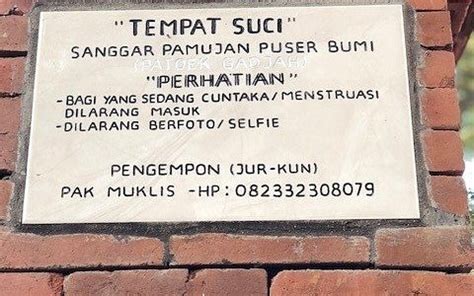 "TEMPAT SUCI"
SANGGAR PAMUJAN PUSER BUMI
(PATOEK GADJAH)
"PERHATIAN"
-BAGI YANG SEDANG CUNTAKA/MENSTRUASI
DILARANG MASUK
-DILARANG BERFOTO/SELFIE
PENGEMPON (JUR-KUN)
PAK MUKLIS -HP: 082332308079